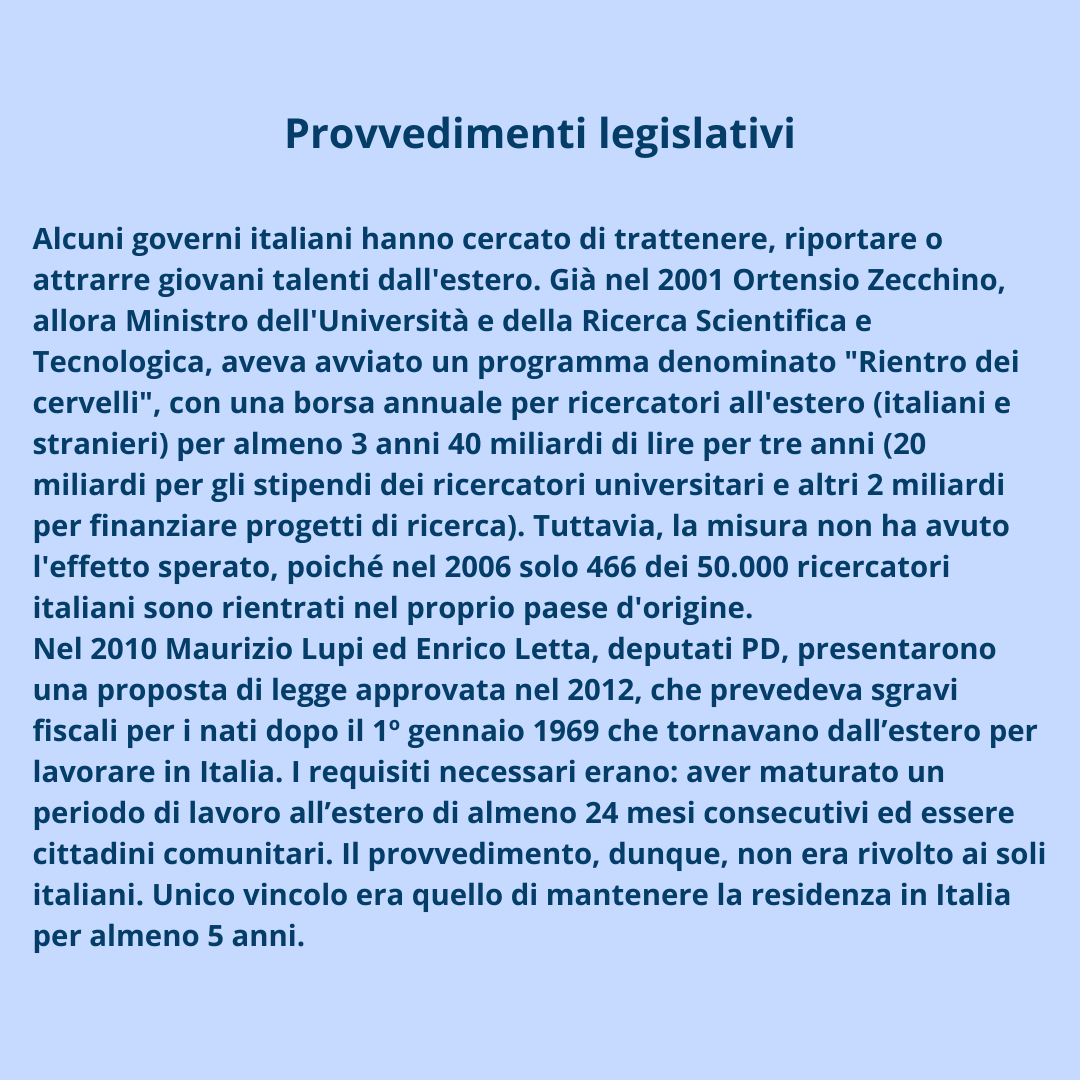 Provvedimenti legislativi
Alcuni governi italiani hanno cercato di trattenere, riportare o
attrarre giovani talenti dall'estero. Già nel 2001 Ortensio Zecchino,
allora Ministro dell'Università e della Ricerca Scientifica e
Tecnologica, aveva avviato un programma denominato "Rientro dei
cervelli", con una borsa annuale per ricercatori all'estero (italiani e
stranieri) per almeno 3 anni 40 miliardi di lire per tre anni (20
miliardi per gli stipendi dei ricercatori universitari e altri 2 miliardi
per finanziare progetti di ricerca). Tuttavia, la misura non ha avuto
l'effetto sperato, poiché nel 2006 solo 466 dei 50.000 ricercatori
italiani sono rientrati nel proprio paese d'origine.
Nel 2010 Maurizio Lupi ed Enrico Letta, deputati PD, presentarono
una proposta di legge approvata nel 2012, che prevedeva sgravi
fiscali per i nati dopo il 1º gennaio 1969 che tornavano dall’estero per
lavorare in Italia. I requisiti necessari erano: aver maturato un
periodo di lavoro all’estero di almeno 24 mesi consecutivi ed essere
cittadini comunitari. Il provvedimento, dunque, non era rivolto ai soli
italiani. Unico vincolo era quello di mantenere la residenza in Italia
per almeno 5 anni.